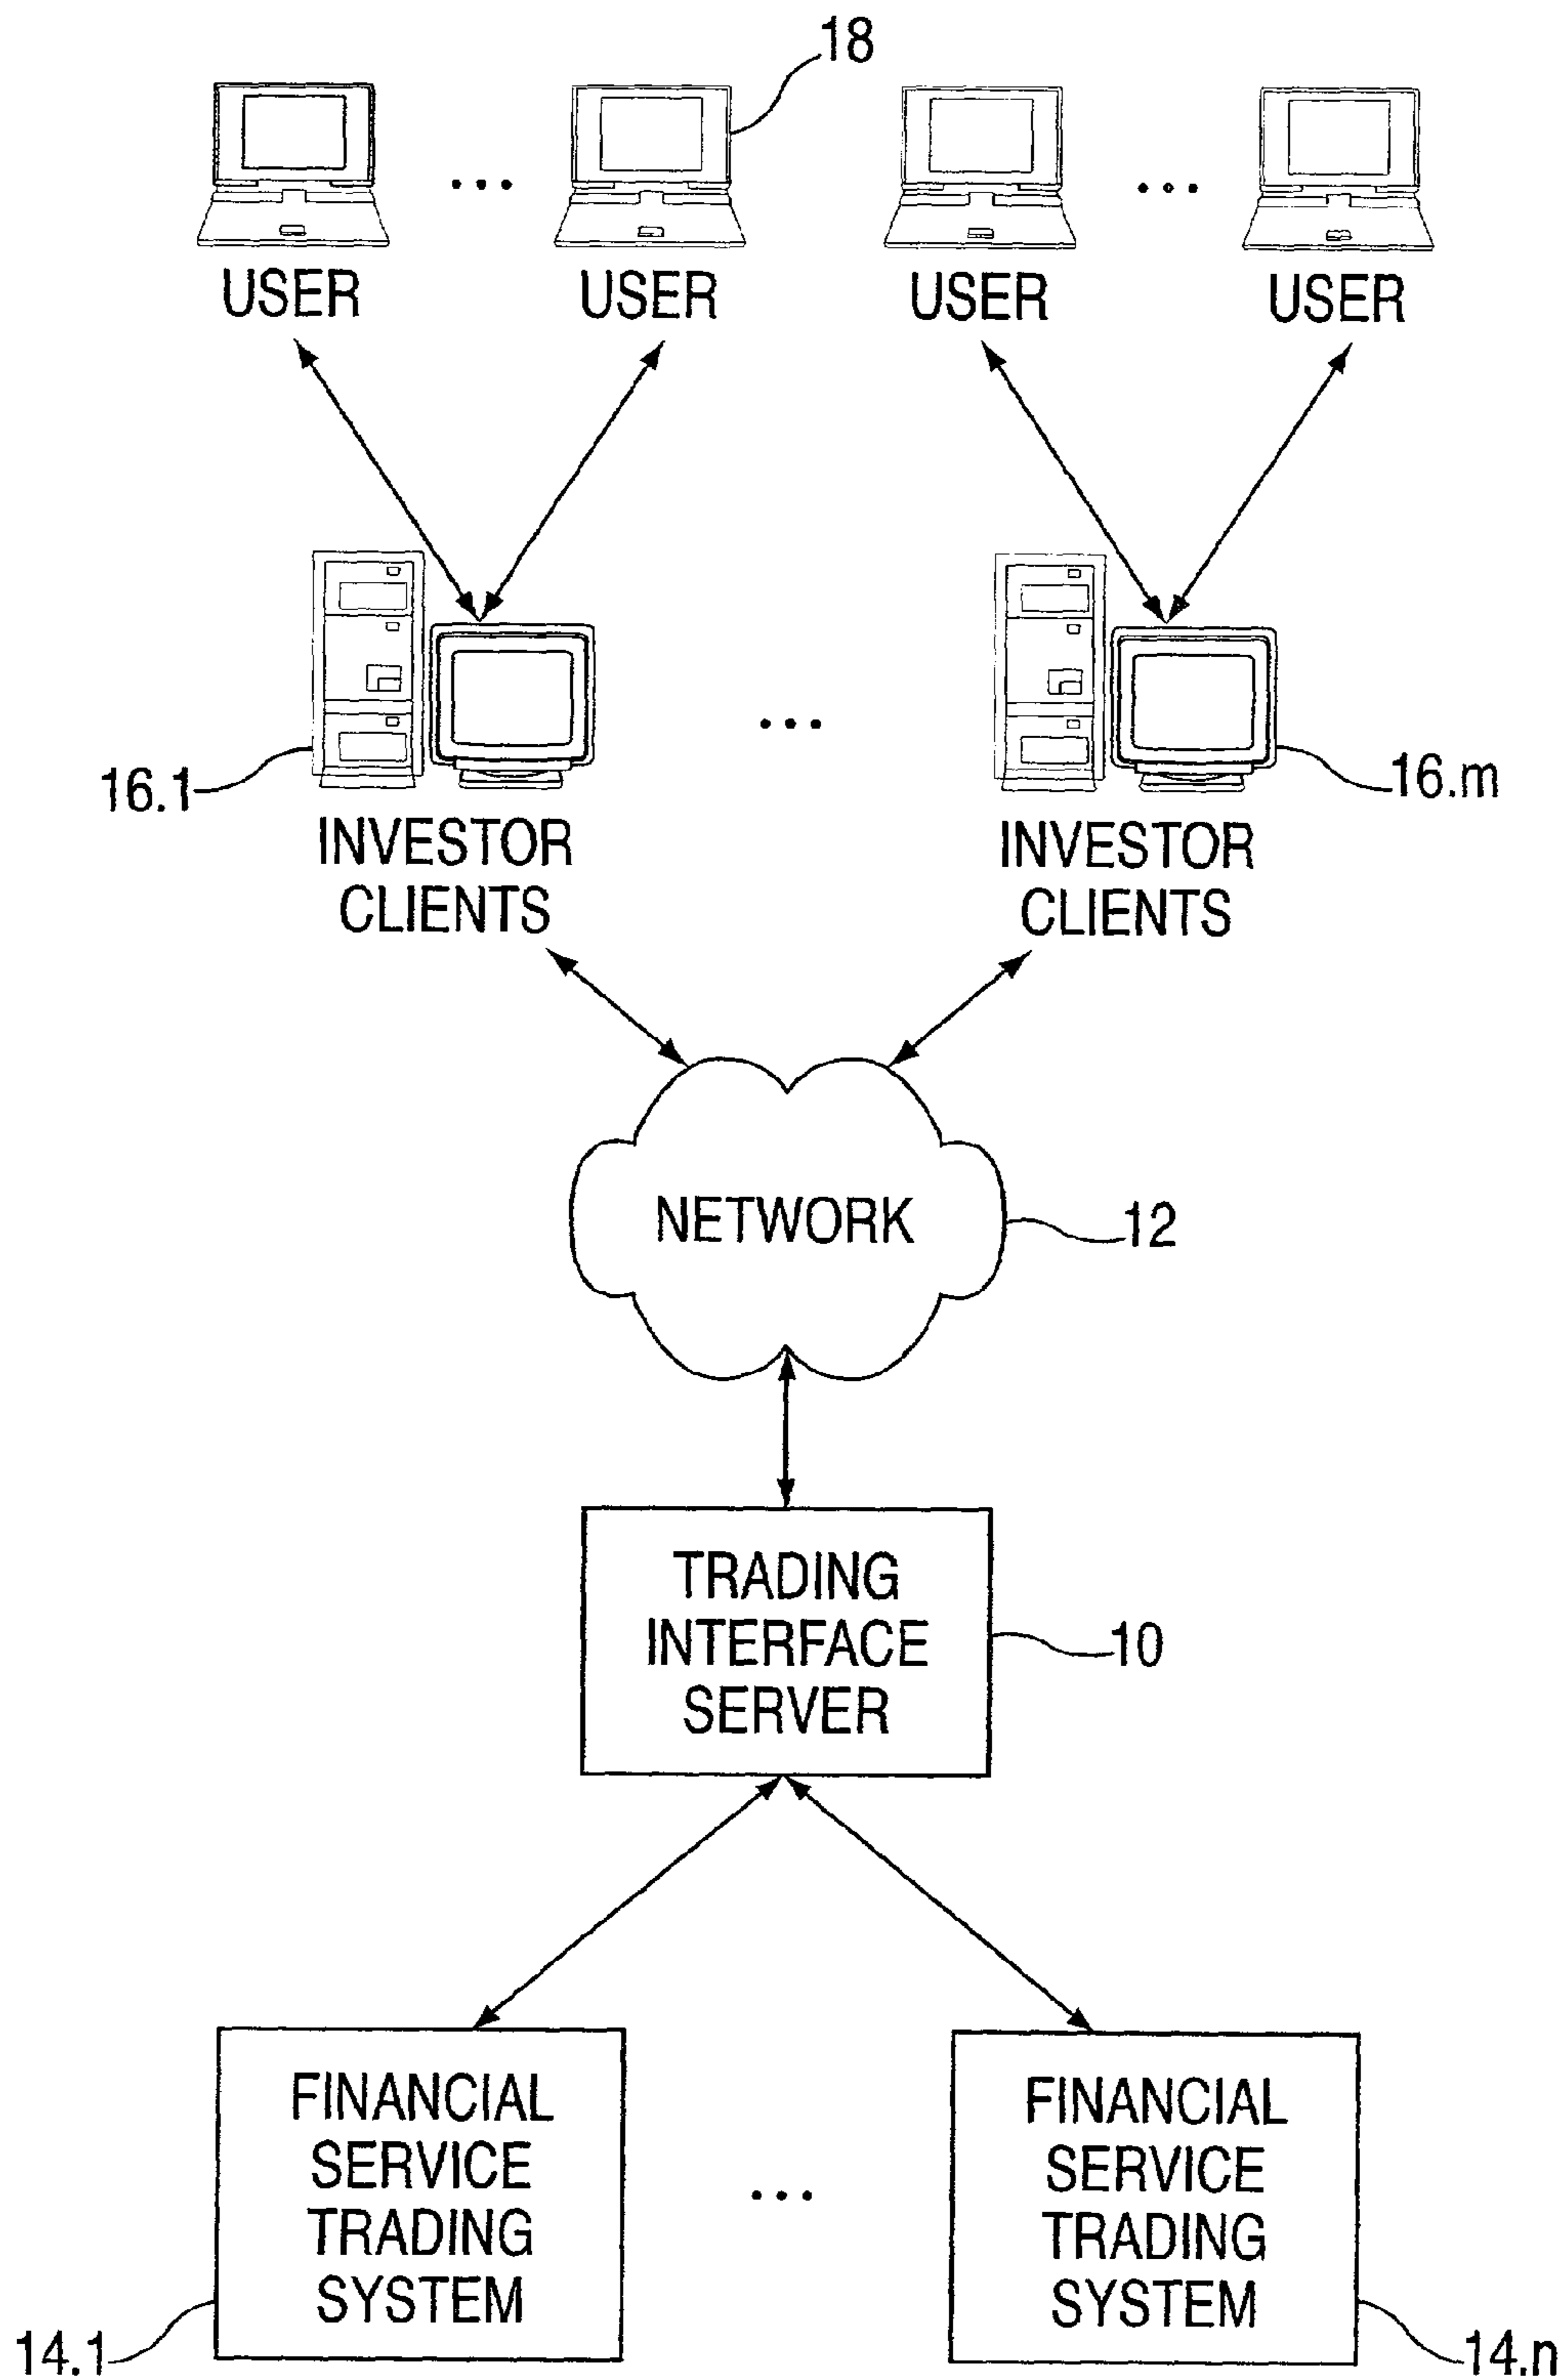 18
USER
USER
USER
USER
16.1
16.m
INVESTOR
CLIENTS
INVESTOR
CLIENTS
NETWORK
12
TRADING
INTERFACE
SERVER
10
FINANCIAL
SERVICE
TRADING
SYSTEM
14.1
FINANCIAL
SERVICE
TRADING
SYSTEM
14.n